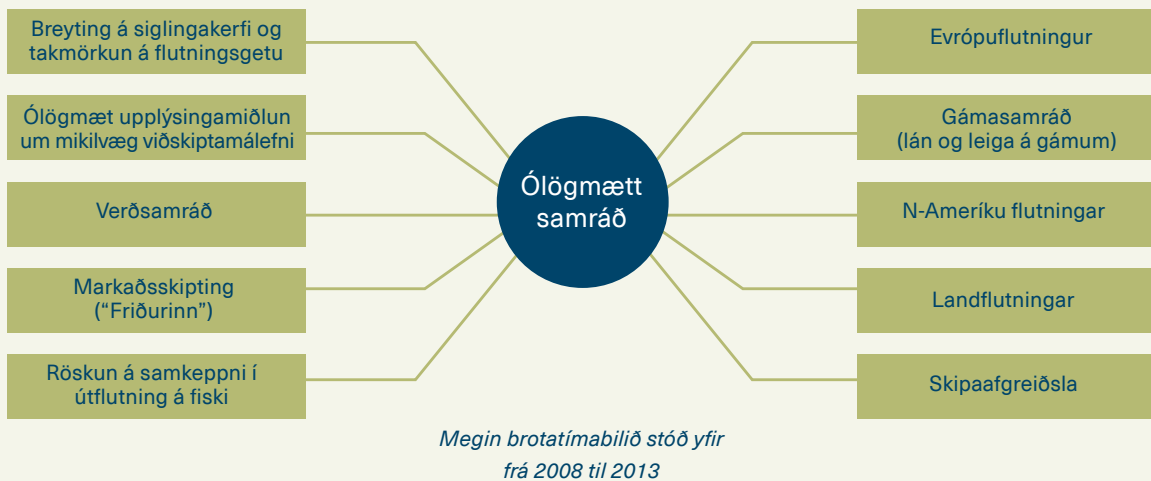 Breyting á siglingakerfi og
takmörkun á flutningsgetu
Ólögmæt upplýsingamiðlun
um mikilvæg viðskiptamálefni
Verðsamráð
Markaðsskipting
(“Friðurinn”)
Röskun á samkeppni í
útflutning á fiski
Ólögmætt
samráð
Evrópuflutningur
Gámasamráð
(lán og leiga á gámum)
N-Ameríku flutningar
Landflutningar
Skipaafgreiðsla
Megin brotatímabilið stóð yfir
frá 2008 til 2013